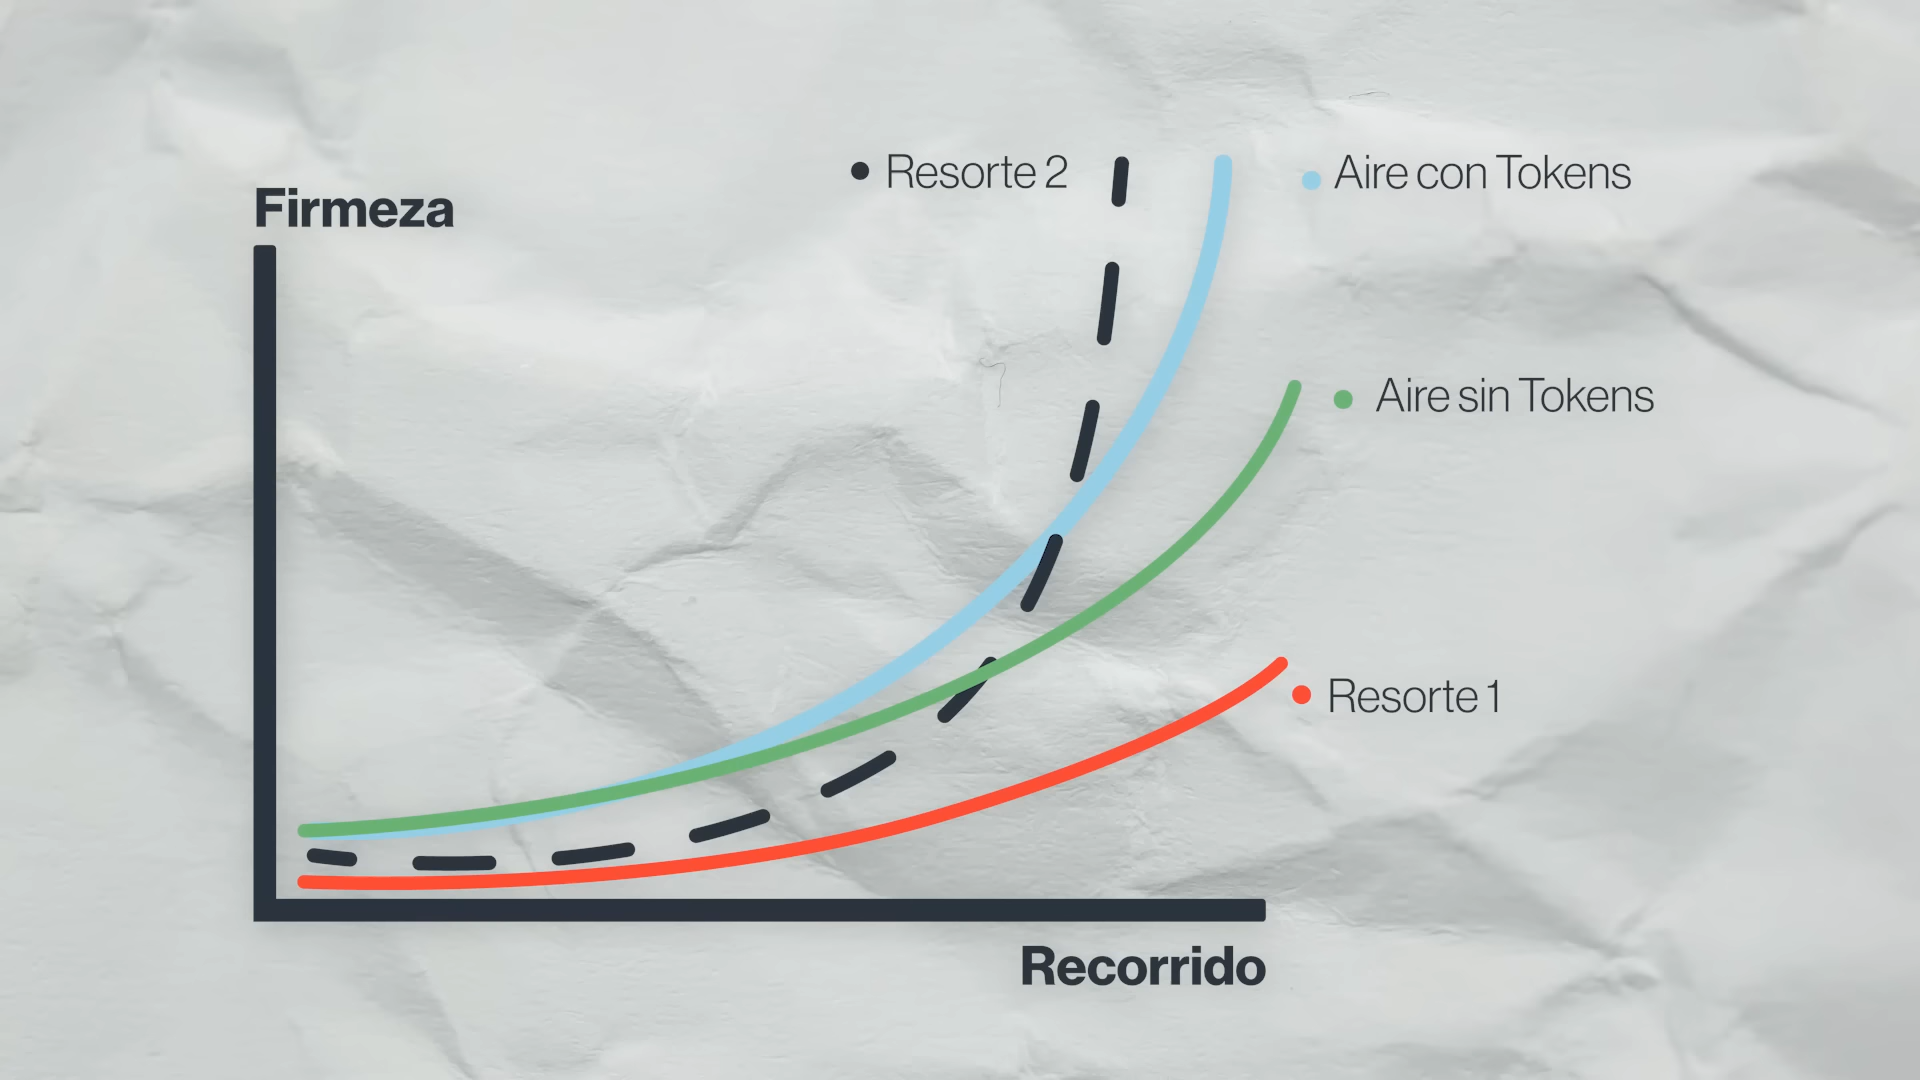 Resorte 2
Aire con Tokens
Firmeza
Aire sin Tokens
Resorte 1
Recorrido